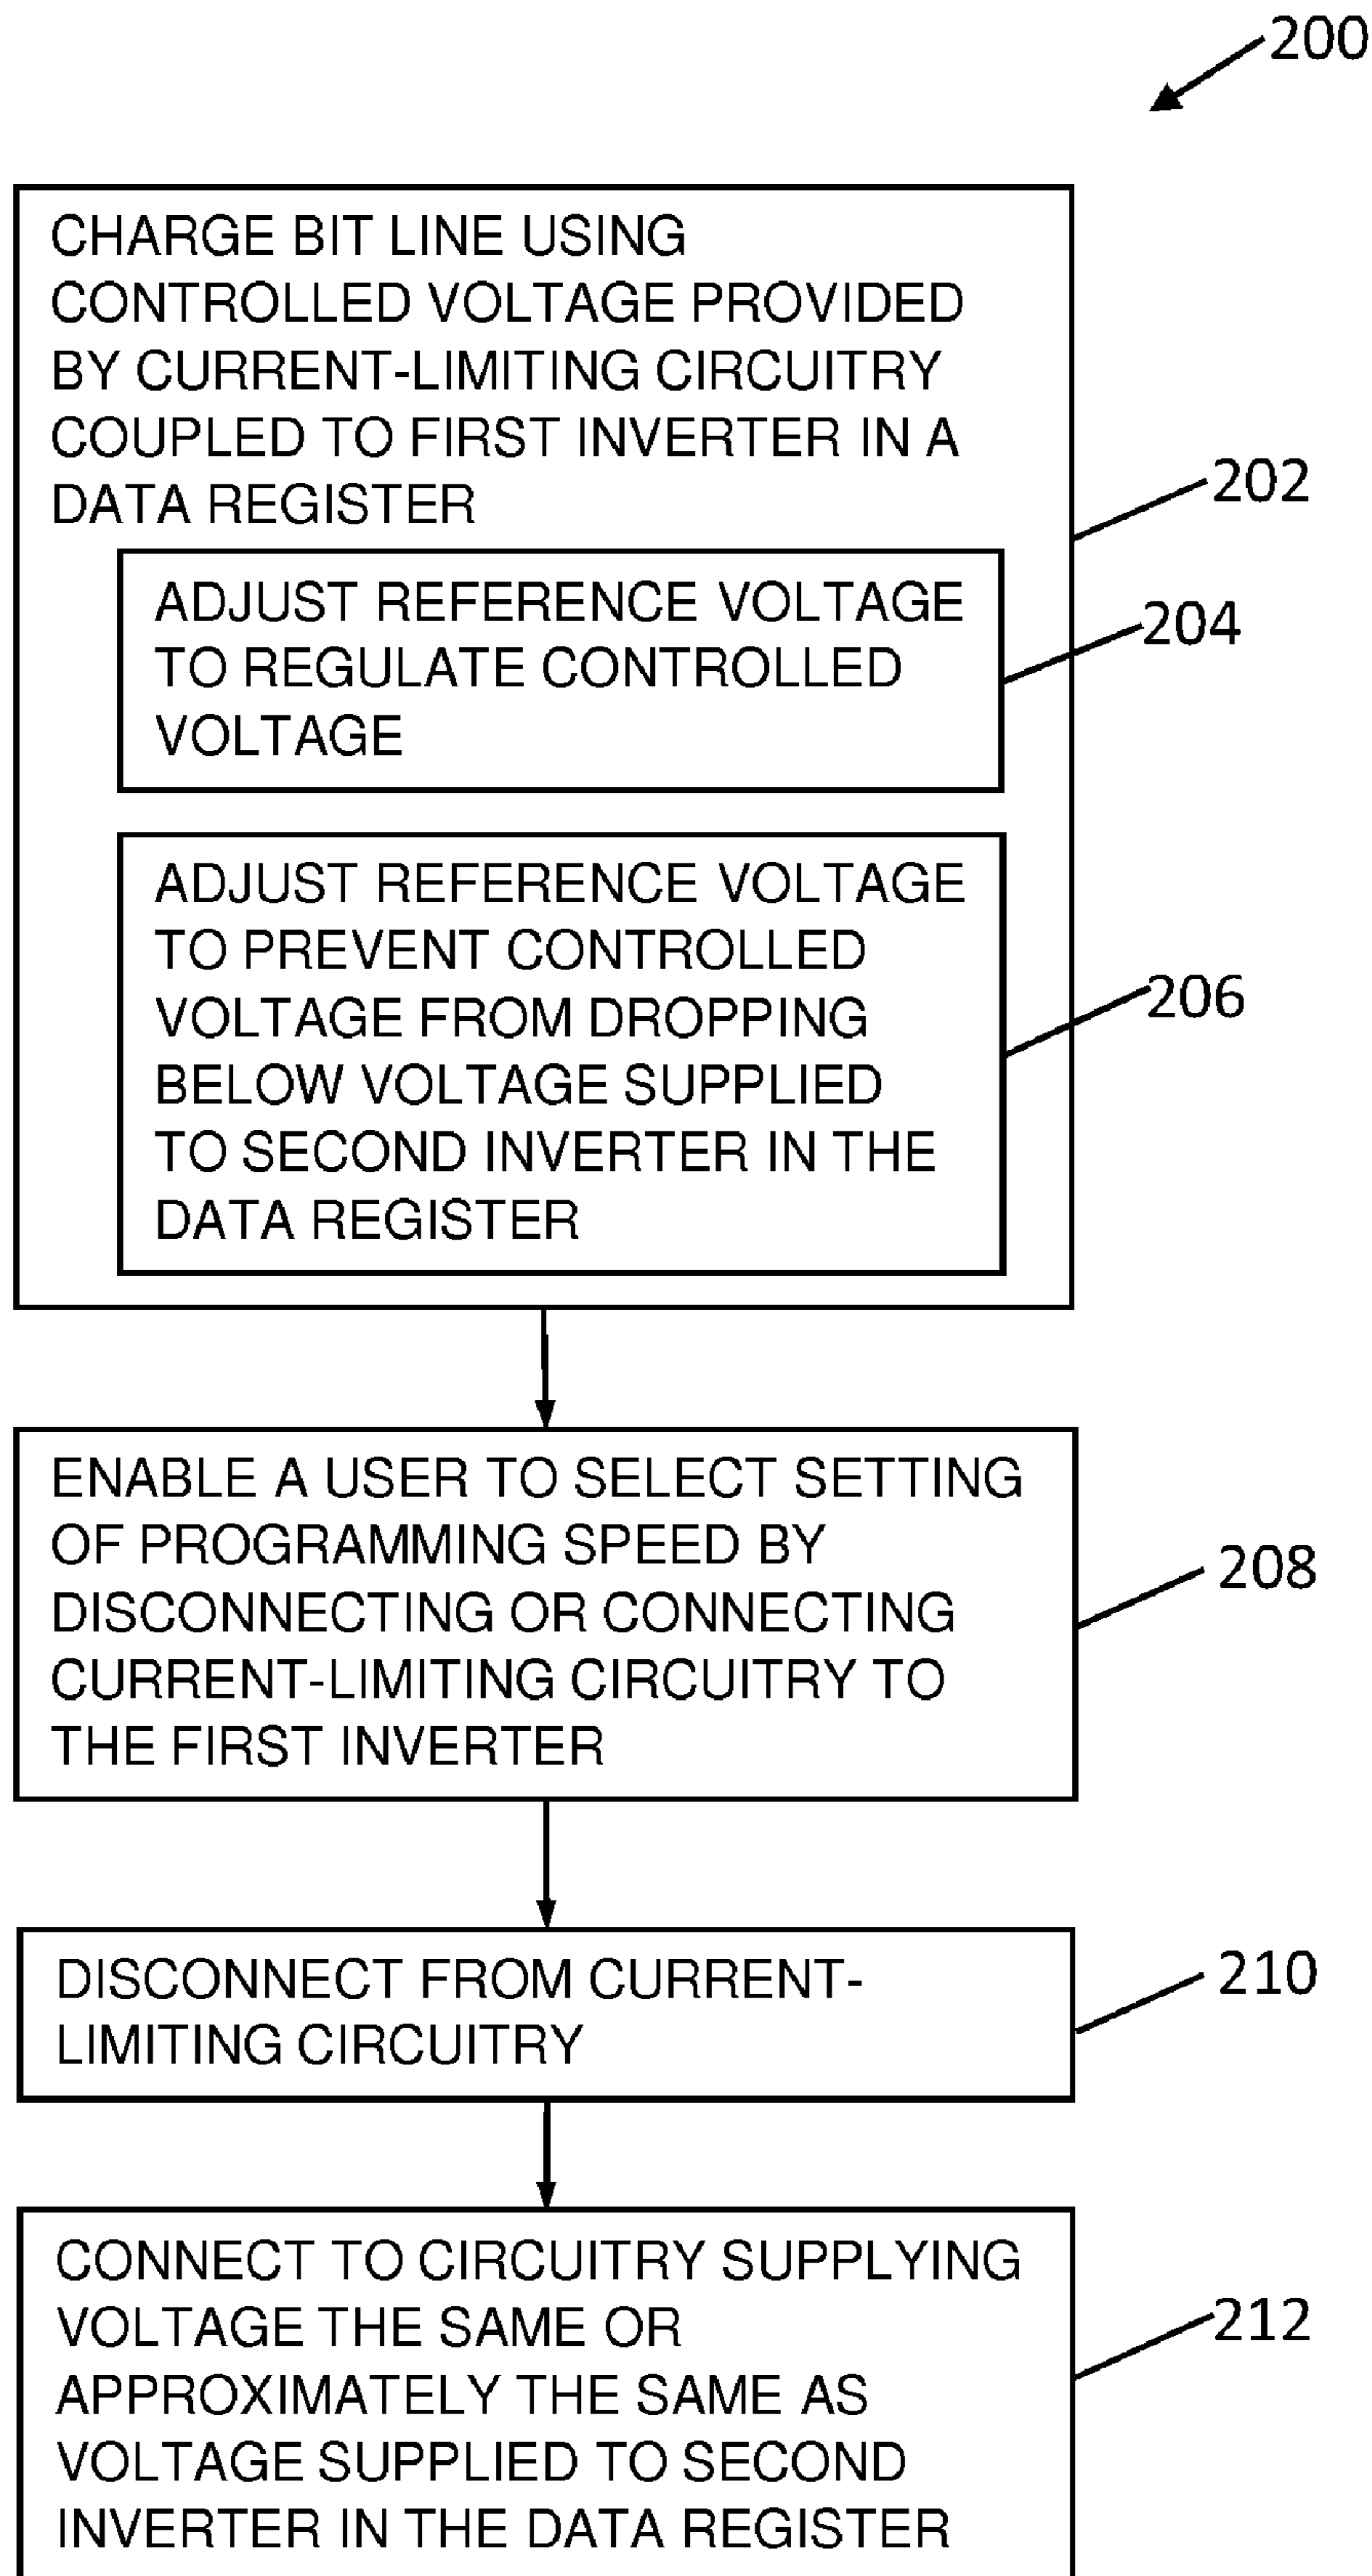 200
CHARGE BIT LINE USING
CONTROLLED VOLTAGE PROVIDED
BY CURRENT-LIMITING CIRCUITRY
COUPLED TO FIRST INVERTER IN A
DATA REGISTER
202
ADJUST REFERENCE VOLTAGE
TO REGULATE CONTROLLED
VOLTAGE
204
ADJUST REFERENCE VOLTAGE
TO PREVENT CONTROLLED
VOLTAGE FROM DROPPING
BELOW VOLTAGE SUPPLIED
TO SECOND INVERTER IN THE
DATA REGISTER
206
ENABLE A USER TO SELECT SETTING
OF PROGRAMMING SPEED BY
DISCONNECTING OR CONNECTING
CURRENT-LIMITING CIRCUITRY TO
THE FIRST INVERTER
208
DISCONNECT FROM CURRENT-
LIMITING CIRCUITRY
210
CONNECT TO CIRCUITRY SUPPLYING
VOLTAGE THE SAME OR
APPROXIMATELY THE SAME AS
VOLTAGE SUPPLIED TO SECOND
INVERTER IN THE DATA REGISTER
212